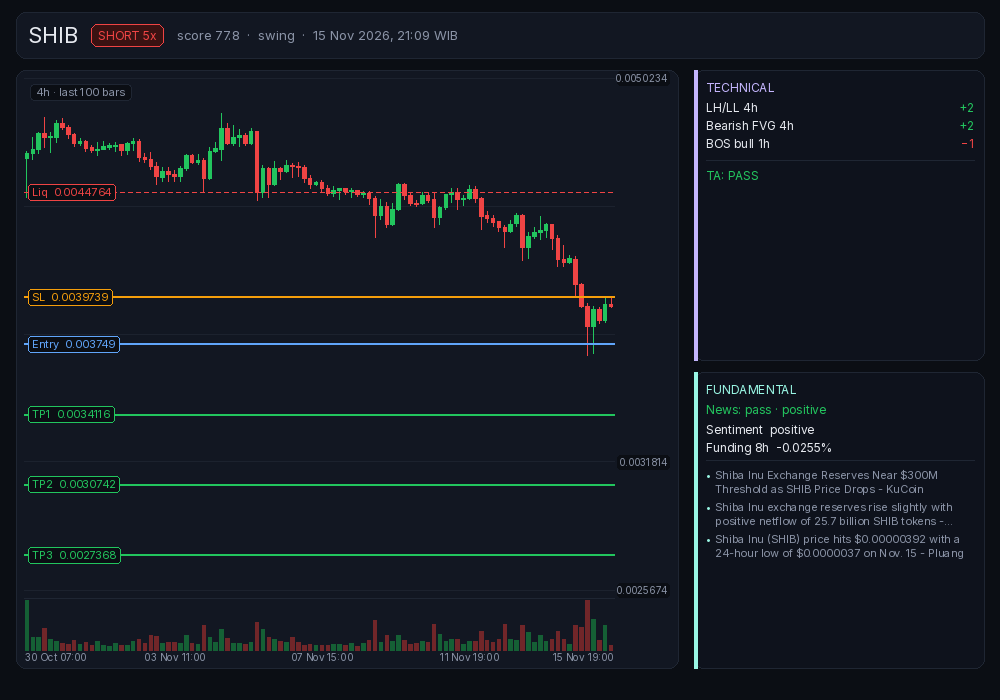 SHIB SHORT 5x score 77.8 · swing · 15 Nov 2026, 21:09 WIB
4h · last 100 bars
0.0050234
Liq 0.0044764
SL 0.0039739
Entry 0.003749
TP1 0.0034116
0.0031814
TP2 0.0030742
TP3 0.0027368
0.0025674
30 Oct 07:00 03 Nov 11:00 07 Nov 15:00 11 Nov 19:00 15 Nov 19:00
TECHNICAL
LH/LL 4h +2
Bearish FVG 4h +2
BOS bull 1h −1
TA: PASS
FUNDAMENTAL
News: pass · positive
Sentiment positive
Funding 8h -0.0255%
• Shiba Inu Exchange Reserves Near $300M
Threshold as SHIB Price Drops - KuCoin
• Shiba Inu exchange reserves rise slightly with
positive netflow of 25.7 billion SHIB tokens -...
• Shiba Inu (SHIB) price hits $0.00000392 with a
24-hour low of $0.0000037 on Nov. 15 - Pluang